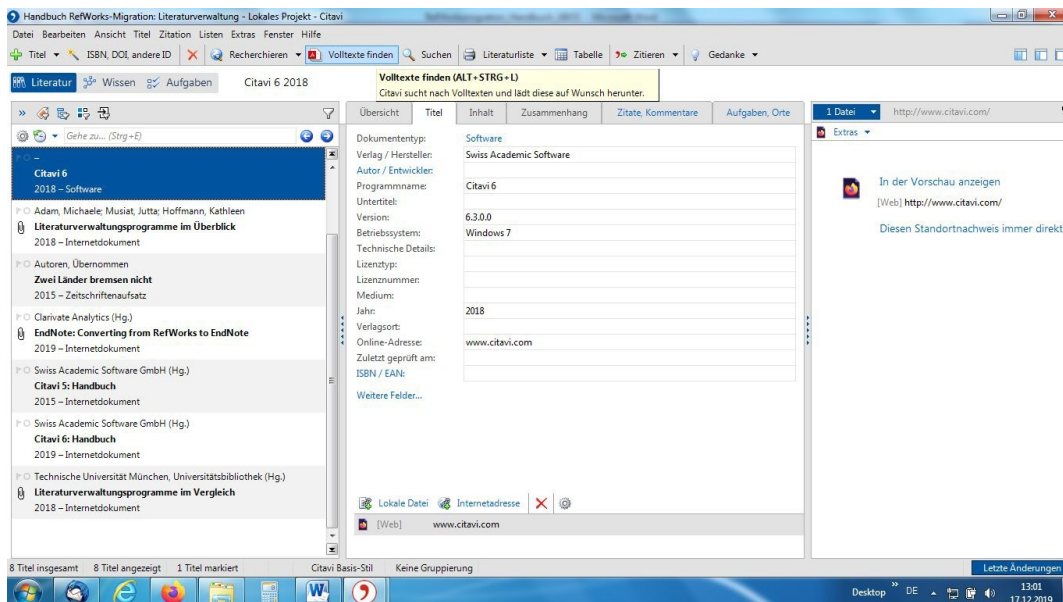 Handbuch RefWorks-Migration: Literaturverwaltung - Lokales Projekt - Citavi
Datei Bearbeiten Ansicht Titel Zitation Listen Extras Fenster Hilfe
Titel ISBN, DOI, andere ID Recherchieren Volltexte finden Suchen Literaturliste Tabelle Zitieren Gedanke
Literatur Wissen Aufgaben Citavi 6 2018
Volltexte finden (ALT+STRG+L)
Citavi sucht nach Volltexten und lädt diese auf Wunsch herunter.
Gehe zu... (Strg+E)
–
Citavi 6
2018 – Software
Adam, Michaele; Musiat, Jutta; Hoffmann, Kathleen
Literaturverwaltungsprogramme im Überblick
2018 – Internetdokument
Autoren, Übernommen
Zwei Länder bremsen nicht
2015 – Zeitschriftenaufsatz
Clarivate Analytics (Hg.)
EndNote: Converting from RefWorks to EndNote
2019 – Internetdokument
Swiss Academic Software GmbH (Hg.)
Citavi 5: Handbuch
2015 – Internetdokument
Swiss Academic Software GmbH (Hg.)
Citavi 6: Handbuch
2019 – Internetdokument
Technische Universität München, Universitätsbibliothek (Hg.)
Literaturverwaltungsprogramme im Vergleich
2018 – Internetdokument
Übersicht Titel Inhalt Zusammenhang Zitate, Kommentare Aufgaben, Orte
Dokumententyp: Software
Verlag / Hersteller: Swiss Academic Software
Autor / Entwickler:
Programmname: Citavi 6
Untertitel:
Version: 6.3.0.0
Betriebssystem: Windows 7
Technische Details:
Lizenztyp:
Lizenznummer:
Medium:
Jahr: 2018
Verlagsort:
Online-Adresse: www.citavi.com
Zuletzt geprüft am:
ISBN / EAN:
Weitere Felder...
Lokale Datei Internetadresse
[Web] www.citavi.com
1 Datei http://www.citavi.com/
Extras
In der Vorschau anzeigen
[Web] http://www.citavi.com/
Diesen Standortnachweis immer direkt
8 Titel insgesamt 8 Titel angezeigt 1 Titel markiert Citavi Basis-Stil Keine Gruppierung Letzte Änderungen
Desktop DE 13:01
17.12.2019